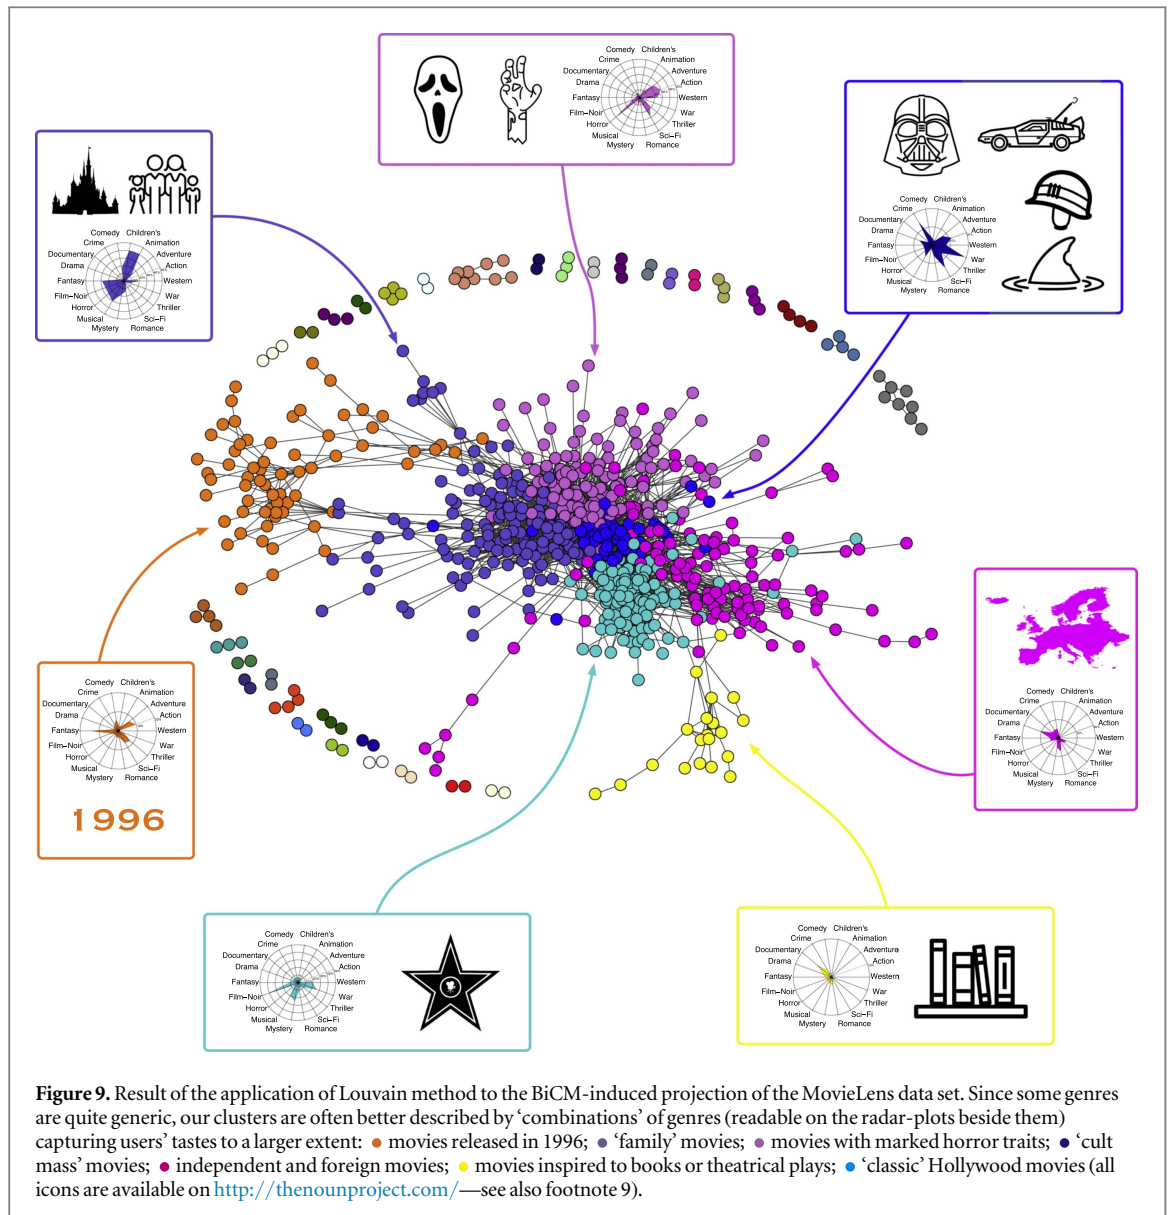 Comedy Children's
Crime Animation
Documentary Adventure
Drama Action
Fantasy Western
Film–Noir War
Horror Thriller
Musical Sci–Fi
Mystery Romance
Comedy Children's
Crime Animation
Documentary Adventure
Drama Action
Fantasy Western
Film–Noir War
Horror Thriller
Musical Sci–Fi
Mystery Romance
Comedy Children's
Crime Animation
Documentary Adventure
Drama Action
Fantasy Western
Film–Noir War
Horror Thriller
Musical Sci–Fi
Mystery Romance
Comedy Children's
Crime Animation
Documentary Adventure
Drama Action
Fantasy Western
Film–Noir War
Horror Thriller
Musical Sci–Fi
Mystery Romance
1996
Comedy Children's
Crime Animation
Documentary Adventure
Drama Action
Fantasy Western
Film–Noir War
Horror Thriller
Musical Sci–Fi
Mystery Romance
Comedy Children's
Crime Animation
Documentary Adventure
Drama Action
Fantasy Western
Film–Noir War
Horror Thriller
Musical Sci–Fi
Mystery Romance
Comedy Children's
Crime Animation
Documentary Adventure
Drama Action
Fantasy Western
Film–Noir War
Horror Thriller
Musical Sci–Fi
Mystery Romance
Figure 9. Result of the application of Louvain method to the BiCM-induced projection of the MovieLens data set. Since some genres
are quite generic, our clusters are often better described by ‘combinations’ of genres (readable on the radar-plots beside them)
capturing users’ tastes to a larger extent: ● movies released in 1996; ● ‘family’ movies; ● movies with marked horror traits; ● ‘cult
mass’ movies; ● independent and foreign movies; ● movies inspired to books or theatrical plays; ● ‘classic’ Hollywood movies (all
icons are available on http://thenounproject.com/—see also footnote 9).